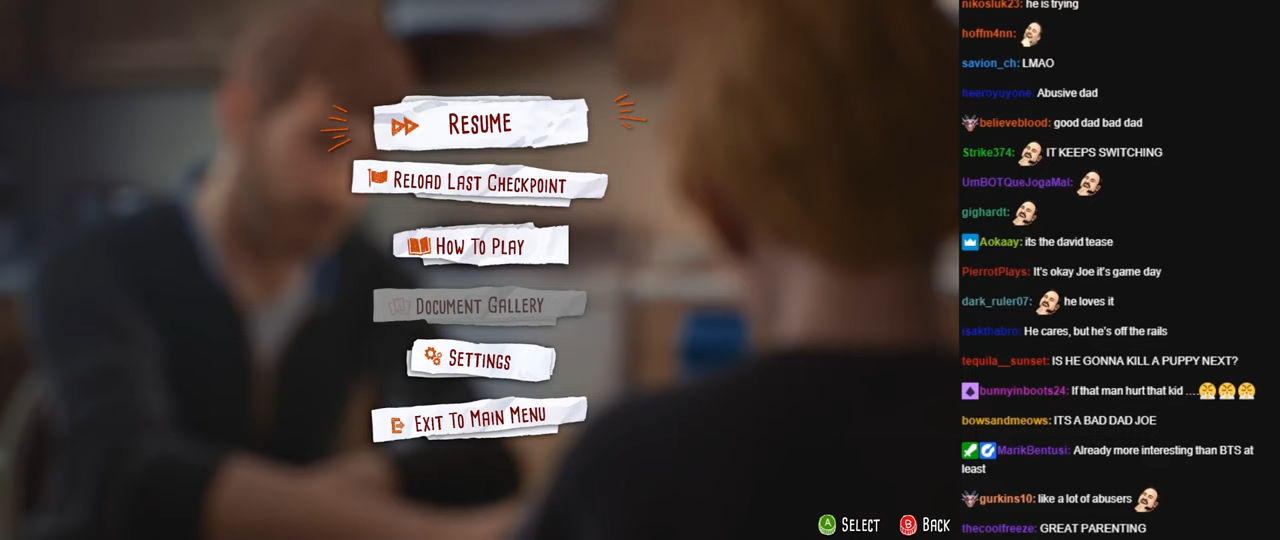 RESUME
RELOAD LAST CHECKPOINT
HOW TO PLAY
DOCUMENT GALLERY
SETTINGS
EXIT TO MAIN MENU
A SELECT B BACK
nikosluk23: he is trying
hoffm4nn:
savion_ch: LMAO
heeroyuyone: Abusive dad
believeblood: good dad bad dad
Strike374: IT KEEPS SWITCHING
UmBOTQueJogaMal:
gighardt:
Aokaay: its the david tease
PierrotPlays: It's okay Joe it's game day
dark_ruler07: he loves it
isakthabro: He cares, but he's off the rails
tequila__sunset: IS HE GONNA KILL A PUPPY NEXT?
bunnyinboots24: If that man hurt that kid ....
bowsandmeows: ITS A BAD DAD JOE
MarikBentusi: Already more interesting than BTS at
least
gurkins10: like a lot of abusers
thecoolfreeze: GREAT PARENTING